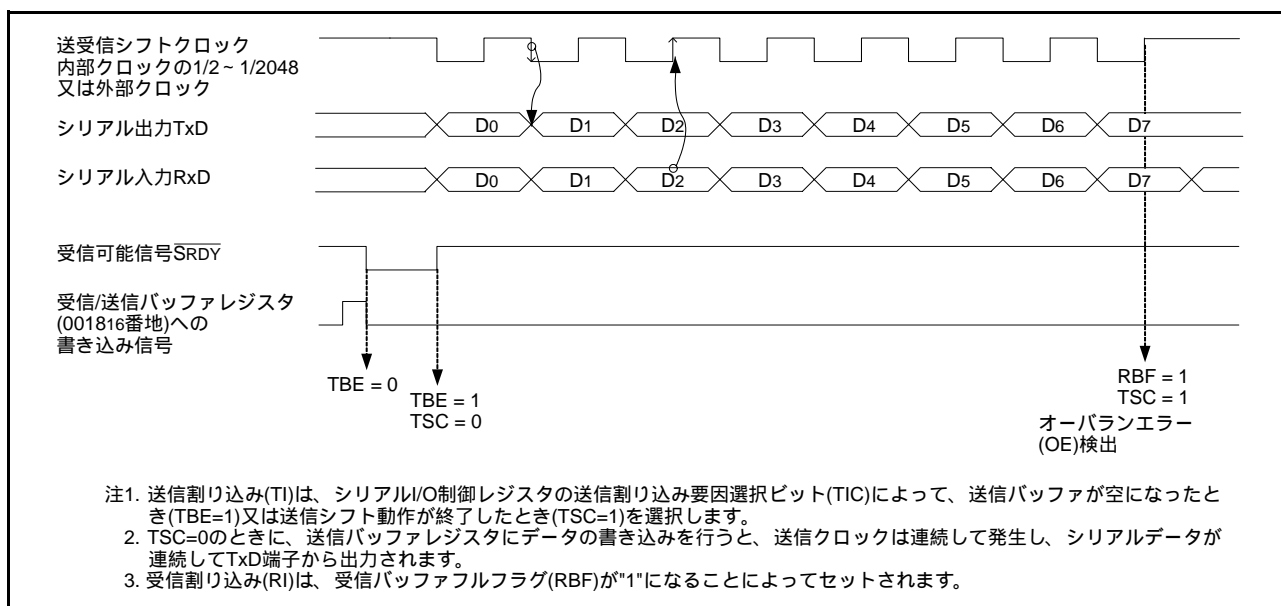 送受信シフトクロック
内部クロックの1/2~1/2048
又は外部クロック
シリアル出力TxD
D0 D1 D2 D3 D4 D5 D6 D7
シリアル入力RxD
D0 D1 D2 D3 D4 D5 D6 D7
受信可能信号SRDY
受信/送信バッファレジスタ
(001816番地)への
書き込み信号
TBE = 0
TBE = 1
TSC = 0
RBF = 1
TSC = 1
オーバランエラー
(OE)検出
注1. 送信割り込み(TI)は、シリアルI/O制御レジスタの送信割り込み要因選択ビット(TIC)によって、送信バッファが空になったと
き(TBE=1)又は送信シフト動作が終了したとき(TSC=1)を選択します。
2. TSC=0のときに、送信バッファレジスタにデータの書き込みを行うと、送信クロックは連続して発生し、シリアルデータが
連続してTxD端子から出力されます。
3. 受信割り込み(RI)は、受信バッファフルフラグ(RBF)が"1"になることによってセットされます。